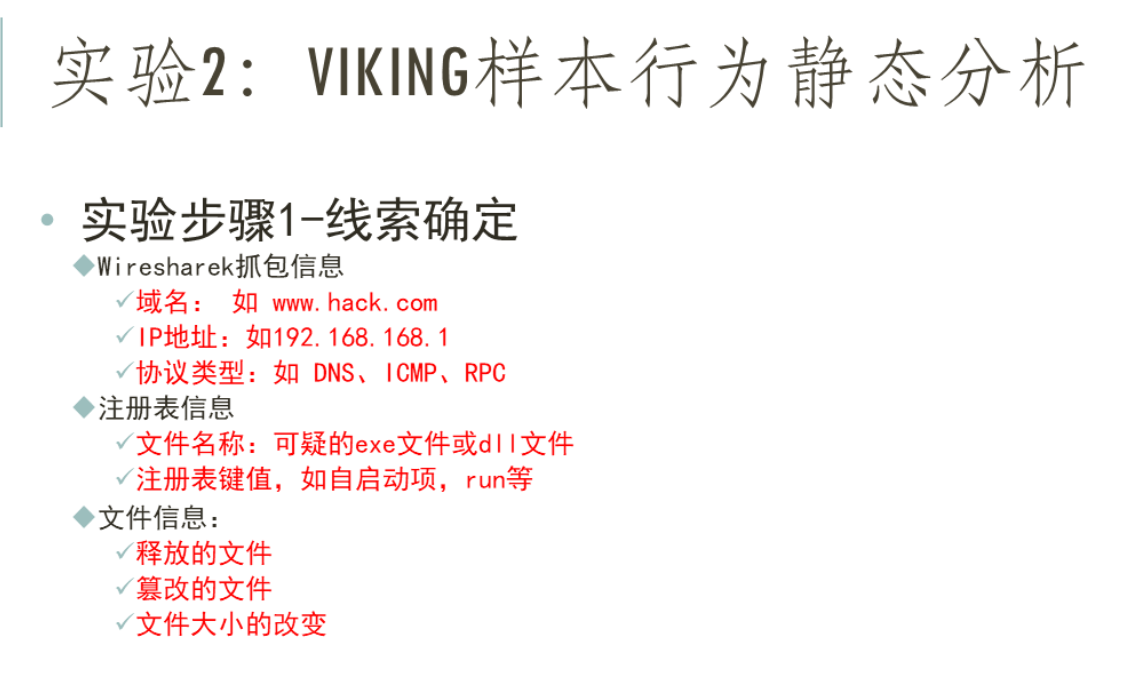 实验2：VIKING样本行为静态分析
• 实验步骤1-线索确定
◆Wiresharek抓包信息
✓域名： 如 www.hack.com
✓IP地址：如192.168.168.1
✓协议类型：如 DNS、ICMP、RPC
◆注册表信息
✓文件名称：可疑的exe文件或dll文件
✓注册表键值，如自启动项，run等
◆文件信息：
✓释放的文件
✓篡改的文件
✓文件大小的改变